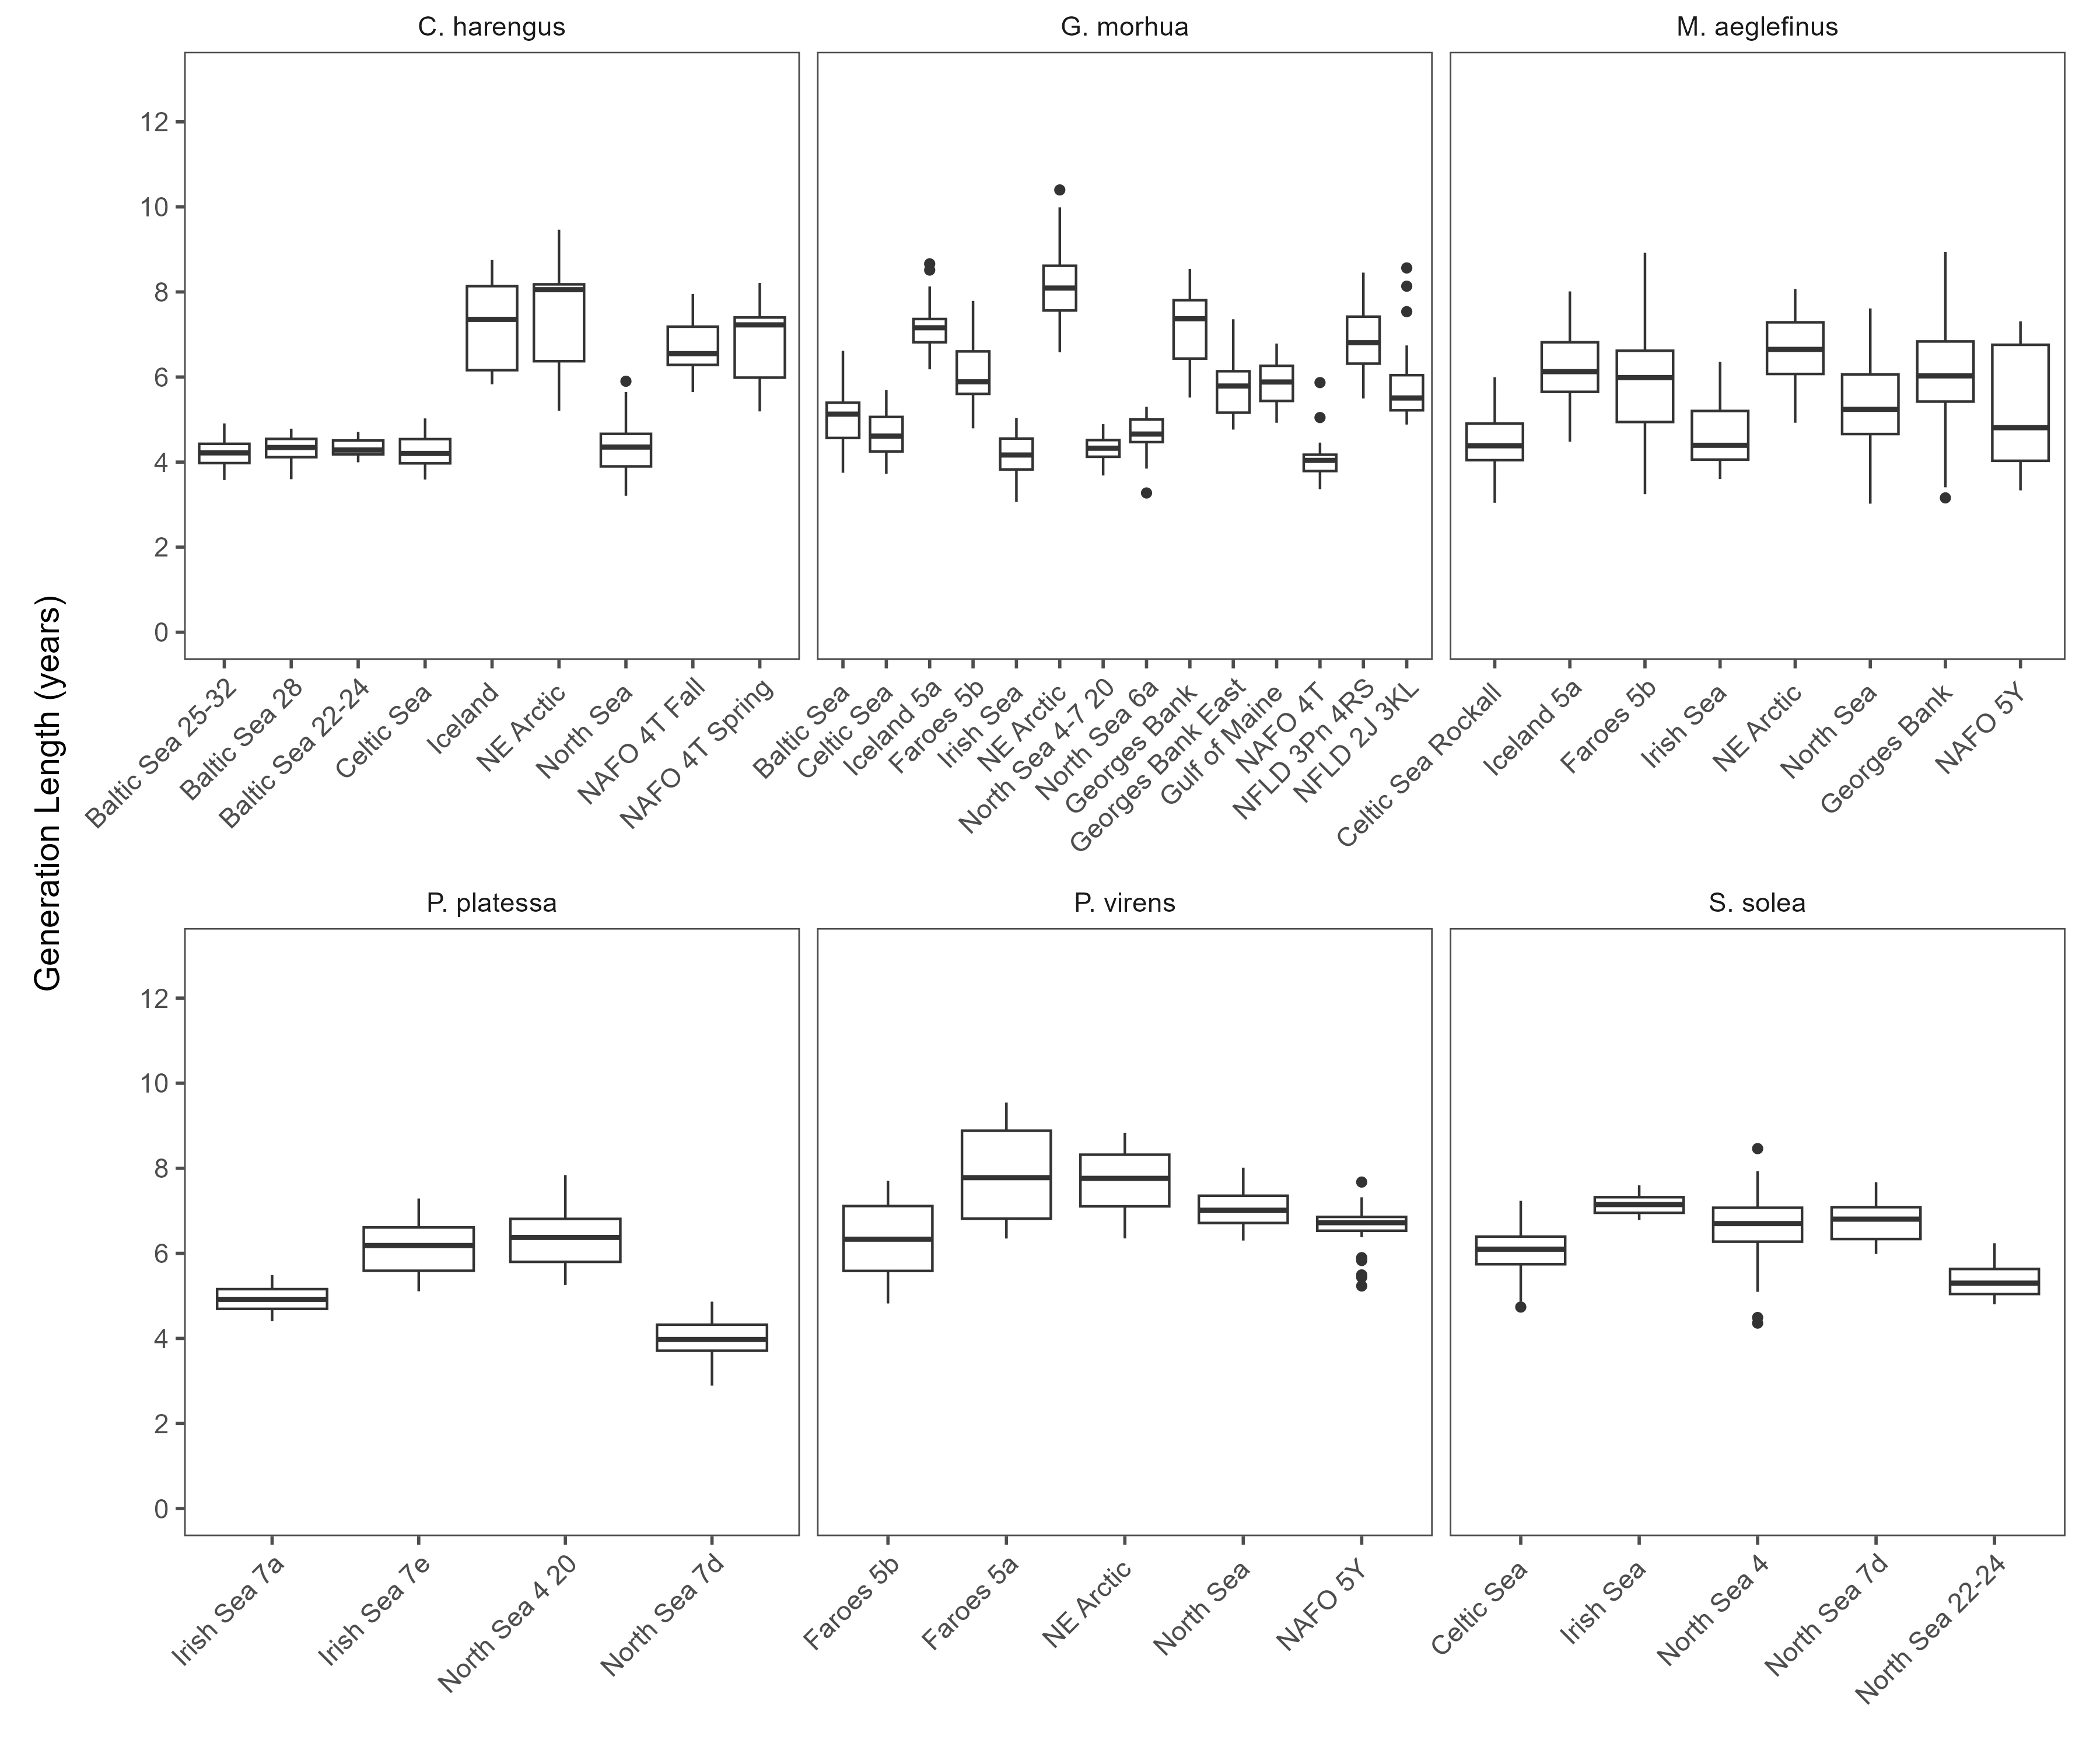 C. harengus
G. morhua
M. aeglefinus
Generation Length (years)
12
10
8
6
4
2
0
Baltic Sea 25-32
Baltic Sea 28
Baltic Sea 22-24
Celtic Sea
Iceland
NE Arctic
North Sea
NAFO 4T Fall
NAFO 4T Spring
Baltic Sea
Celtic Sea
Iceland 5a
Faroes 5b
Irish Sea
NE Arctic
North Sea 4-7 20
North Sea 6a
Georges Bank
Georges Bank East
Gulf of Maine
NAFO 4T
NFLD 3Pn 4RS
NFLD 2J 3KL
Celtic Sea Rockall
Iceland 5a
Faroes 5b
Irish Sea
NE Arctic
North Sea
Georges Bank
NAFO 5Y
P. platessa
P. virens
S. solea
12
10
8
6
4
2
0
Irish Sea 7a
Irish Sea 7e
North Sea 4 20
North Sea 7d
Faroes 5b
Faroes 5a
NE Arctic
North Sea
NAFO 5Y
Celtic Sea
Irish Sea
North Sea 4
North Sea 7d
North Sea 22-24